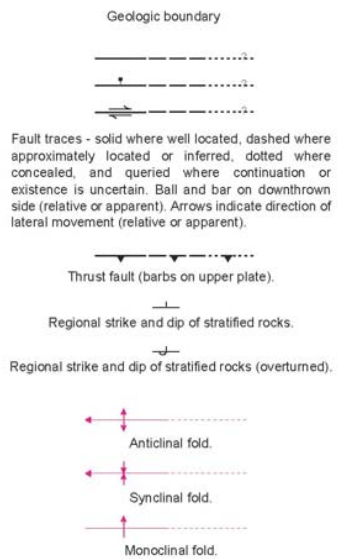 Geologic boundary
?
?
?
Fault traces - solid where well located, dashed where
approximately located or inferred, dotted where
concealed, and queried where continuation or
existence is uncertain. Ball and bar on downthrown
side (relative or apparent). Arrows indicate direction of
lateral movement (relative or apparent).
Thrust fault (barbs on upper plate).
Regional strike and dip of stratified rocks.
Regional strike and dip of stratified rocks (overturned).
Anticlinal fold.
Synclinal fold.
Monoclinal fold.